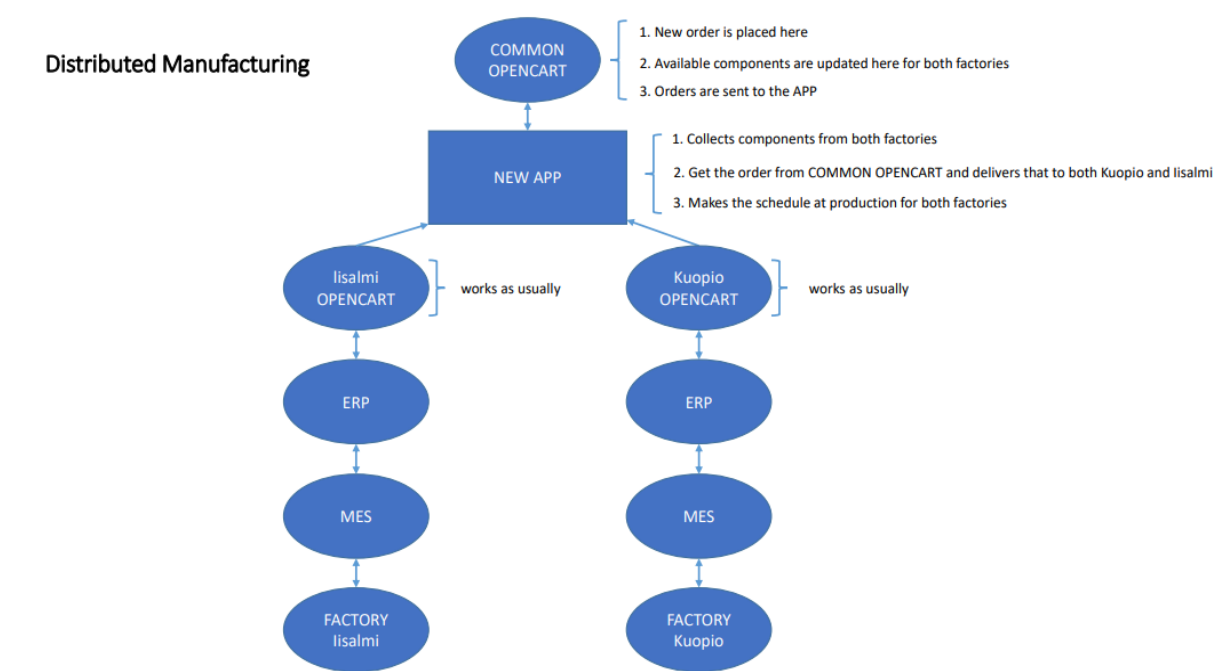 Distributed Manufacturing
COMMON
OPENCART
1. New order is placed here
2. Available components are updated here for both factories
3. Orders are sent to the APP
NEW APP
1. Collects components from both factories
2. Get the order from COMMON OPENCART and delivers that to both Kuopio and Iisalmi
3. Makes the schedule at production for both factories
Iisalmi
OPENCART
works as usually
Kuopio
OPENCART
works as usually
ERP
ERP
MES
MES
FACTORY
Iisalmi
FACTORY
Kuopio